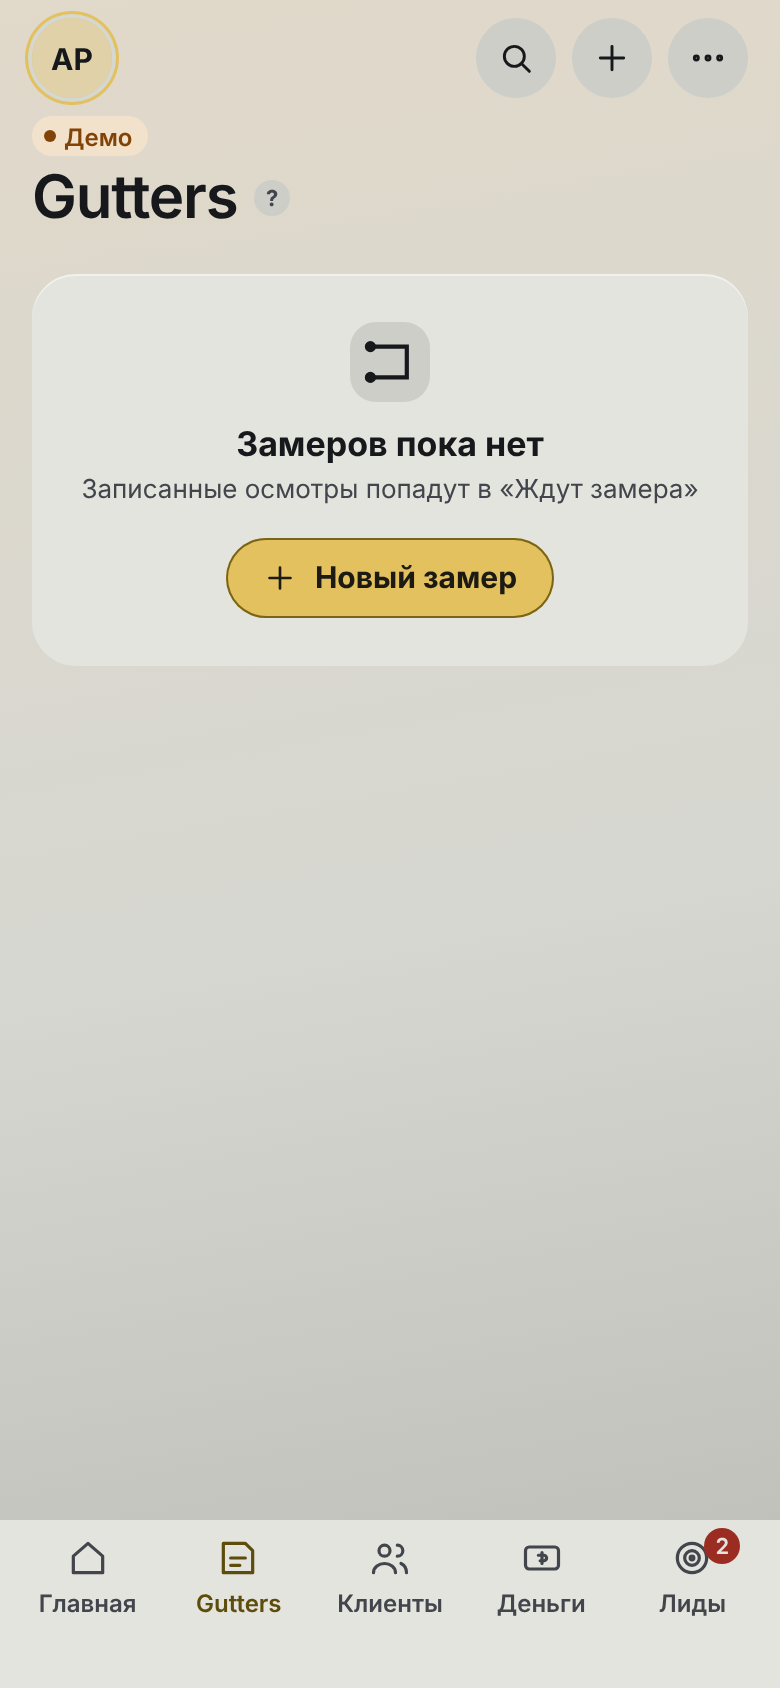 AP
Демо
Gutters ?
Замеров пока нет
Записанные осмотры попадут в «Ждут замера»
Новый замер
2
Главная Gutters Клиенты Деньги Лиды